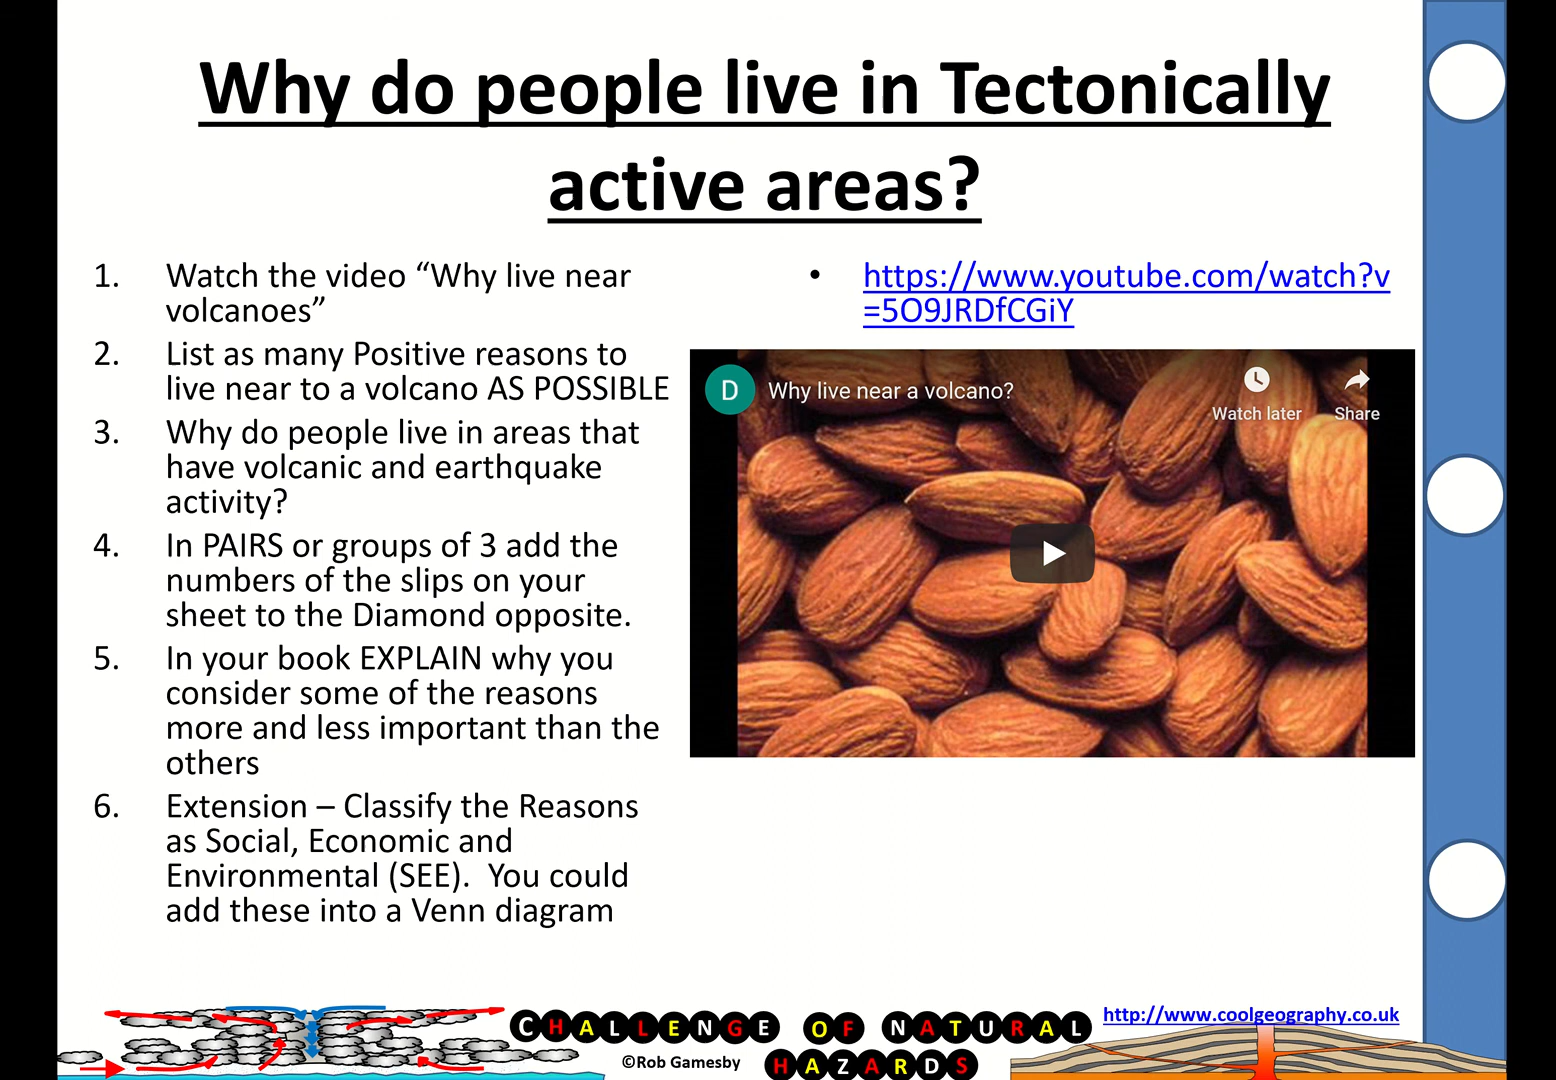 Why do people live in Tectonically
active areas?
1. Watch the video “Why live near
volcanoes”
2. List as many Positive reasons to
live near to a volcano AS POSSIBLE
3. Why do people live in areas that
have volcanic and earthquake
activity?
4. In PAIRS or groups of 3 add the
numbers of the slips on your
sheet to the Diamond opposite.
5. In your book EXPLAIN why you
consider some of the reasons
more and less important than the
others
6. Extension – Classify the Reasons
as Social, Economic and
Environmental (SEE).  You could
add these into a Venn diagram
• https://www.youtube.com/watch?v
=5O9JRDfCGiY
D Why live near a volcano?
Watch later Share
CHALLENGE OF NATURAL
HAZARDS
©Rob Gamesby
http://www.coolgeography.co.uk